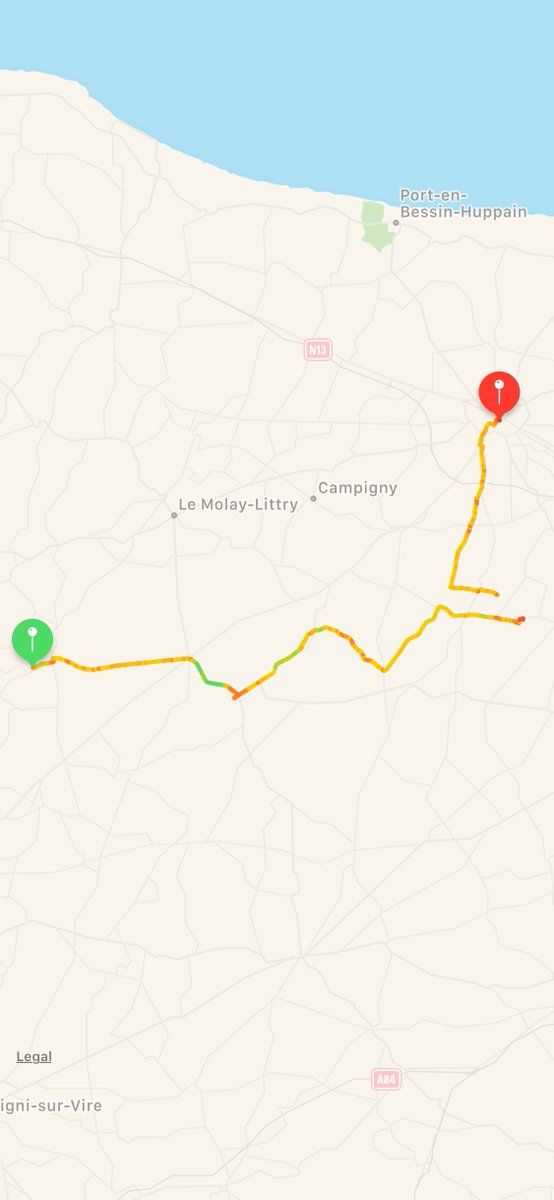 Port-en-
Bessin-Huppain
N13
Campigny
Le Molay-Littry
Legal
A84
igni-sur-Vire